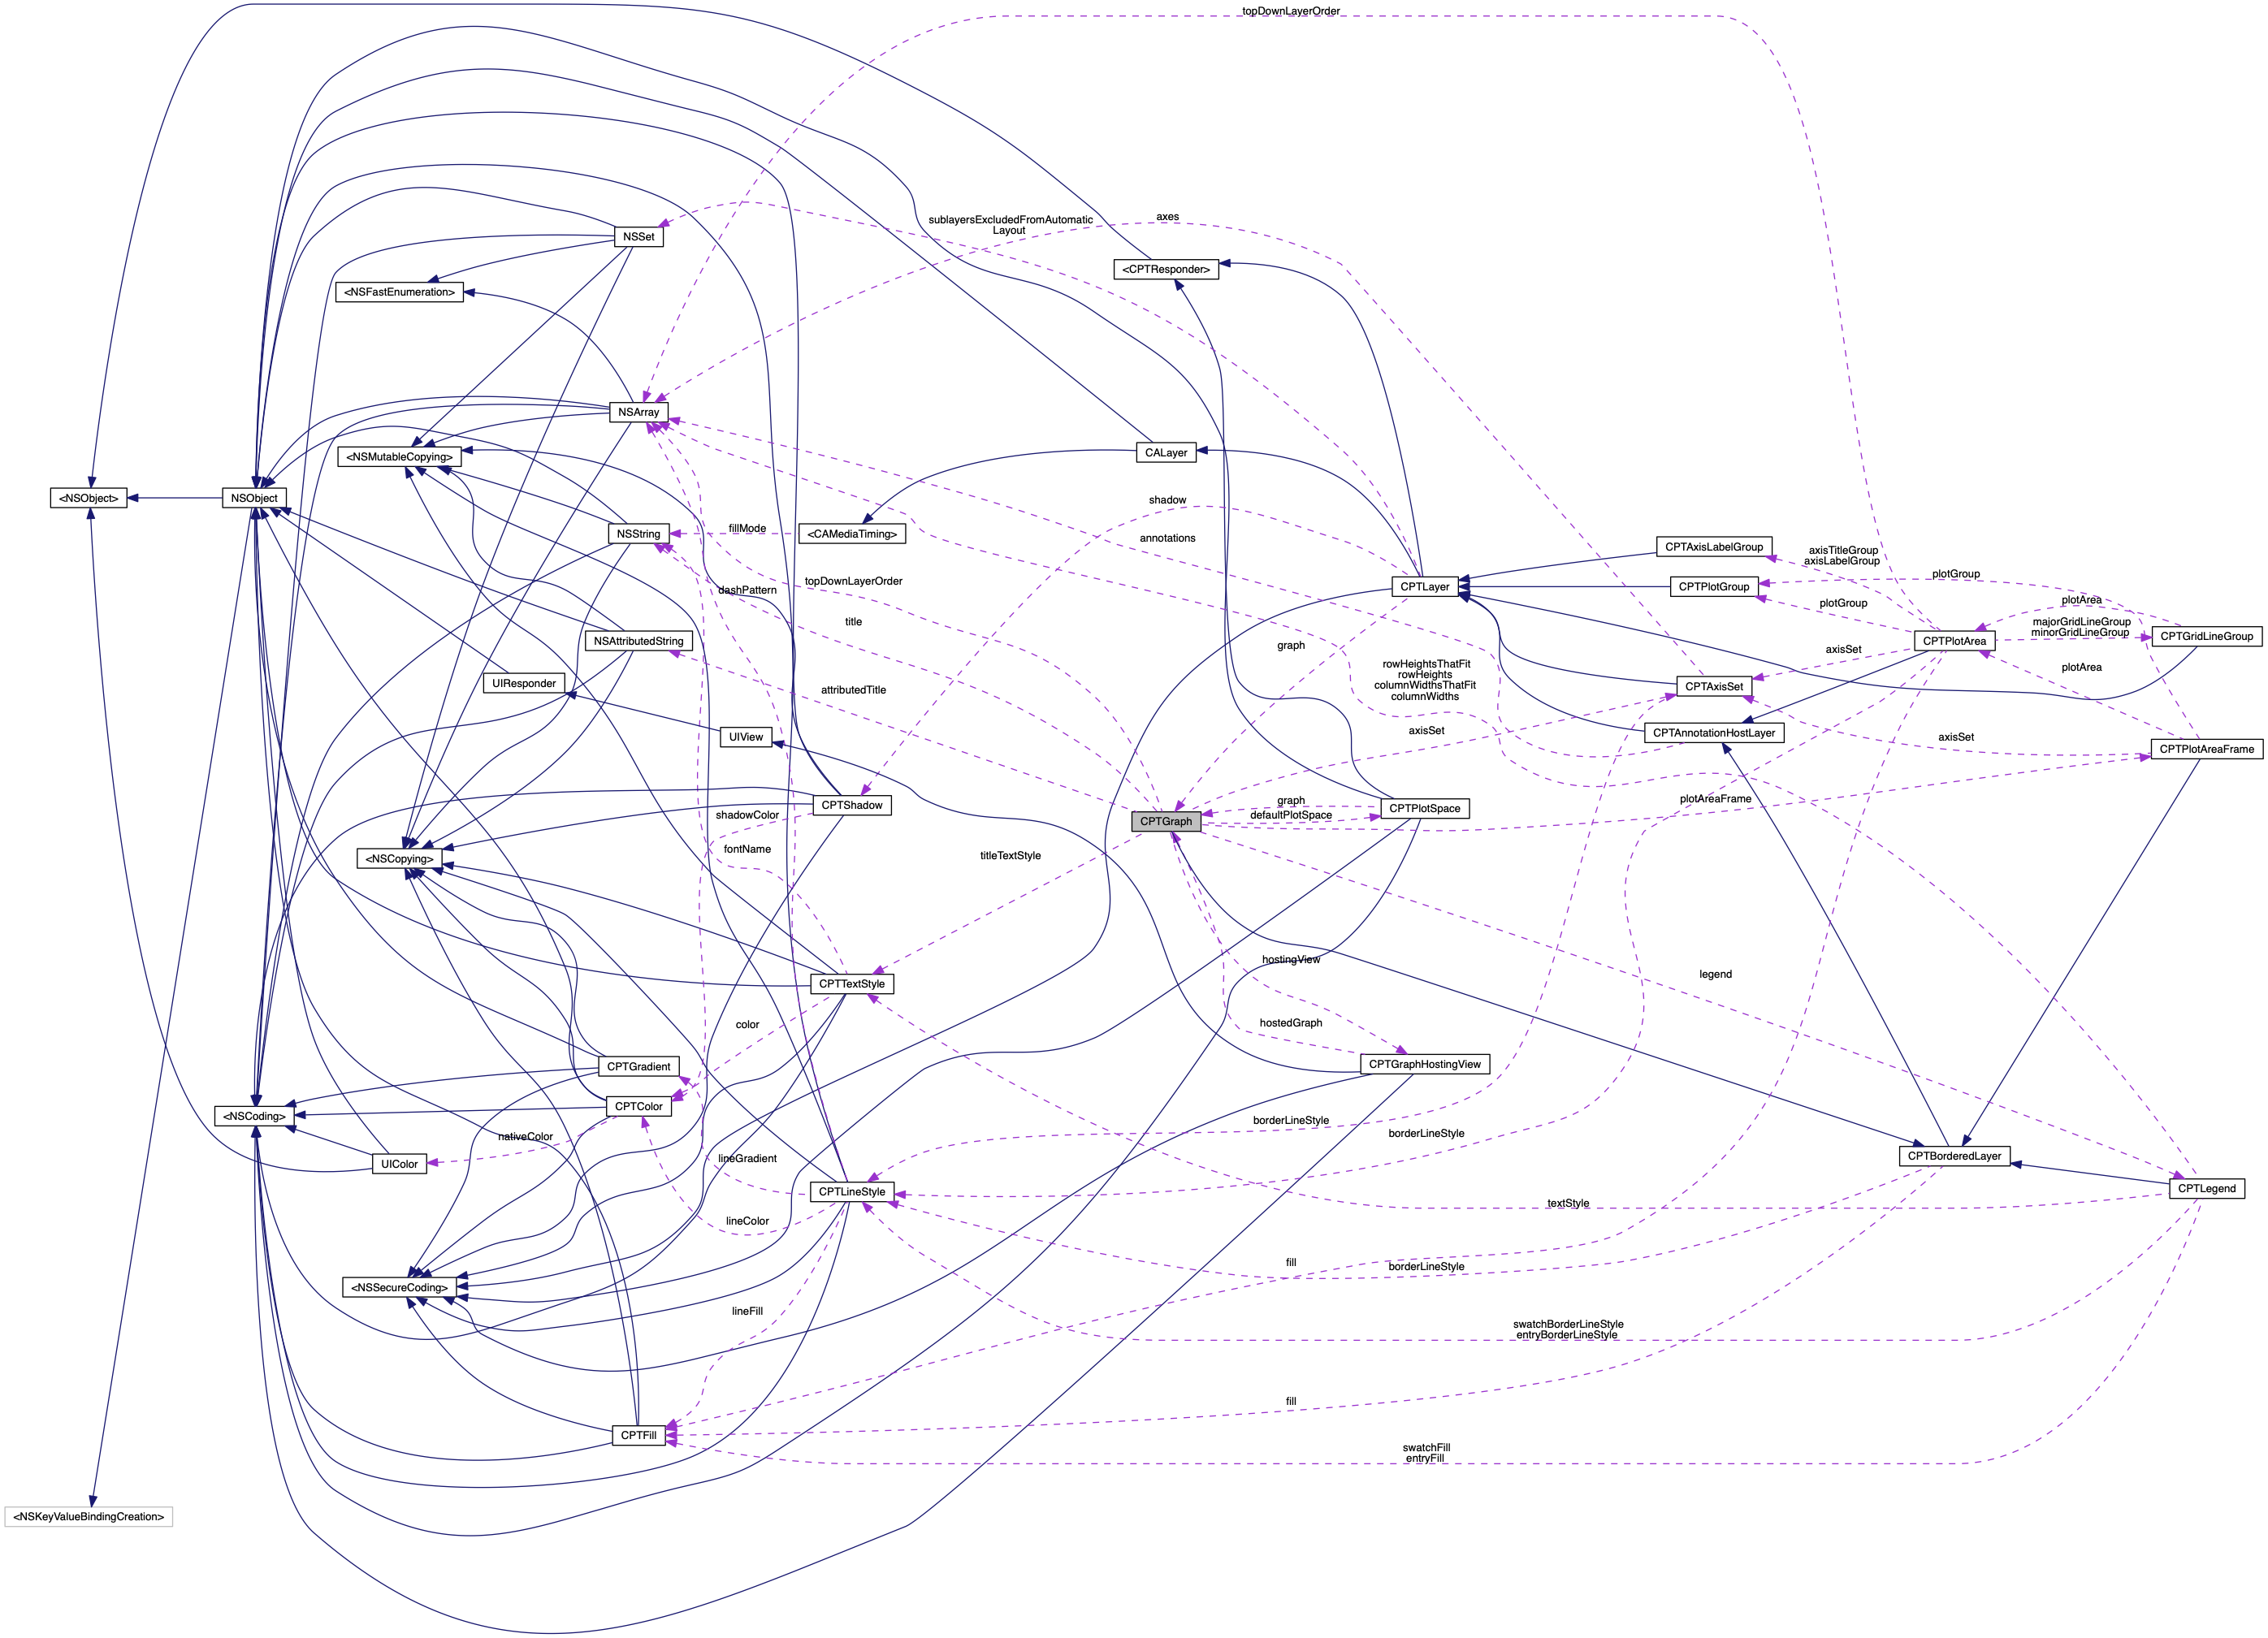 topDownLayerOrder
sublayersExcludedFromAutomatic
Layout
axes
NSSet
<CPTResponder>
<NSFastEnumeration>
NSArray
<NSMutableCopying>
CALayer
<NSObject>
NSObject
shadow
NSString
fillMode
<CAMediaTiming>
annotations
CPTAxisLabelGroup
axisTitleGroup
axisLabelGroup
topDownLayerOrder
dashPattern
CPTLayer
CPTPlotGroup
plotGroup
plotGroup
plotArea
title
majorGridLineGroup
minorGridLineGroup
CPTGridLineGroup
NSAttributedString
graph
CPTPlotArea
axisSet
rowHeightsThatFit
rowHeights
columnWidthsThatFit
columnWidths
plotArea
UIResponder
attributedTitle
CPTAxisSet
UIView
axisSet
CPTAnnotationHostLayer
axisSet
CPTPlotAreaFrame
CPTShadow
graph
defaultPlotSpace
CPTPlotSpace
plotAreaFrame
CPTGraph
shadowColor
fontName
<NSCopying>
titleTextStyle
hostingView
legend
CPTTextStyle
color
hostedGraph
CPTGradient
CPTGraphHostingView
CPTColor
<NSCoding>
nativeColor
borderLineStyle
borderLineStyle
UIColor
lineGradient
CPTBorderedLayer
CPTLineStyle
CPTLegend
textStyle
lineColor
fill
borderLineStyle
<NSSecureCoding>
lineFill
swatchBorderLineStyle
entryBorderLineStyle
fill
CPTFill
swatchFill
entryFill
<NSKeyValueBindingCreation>